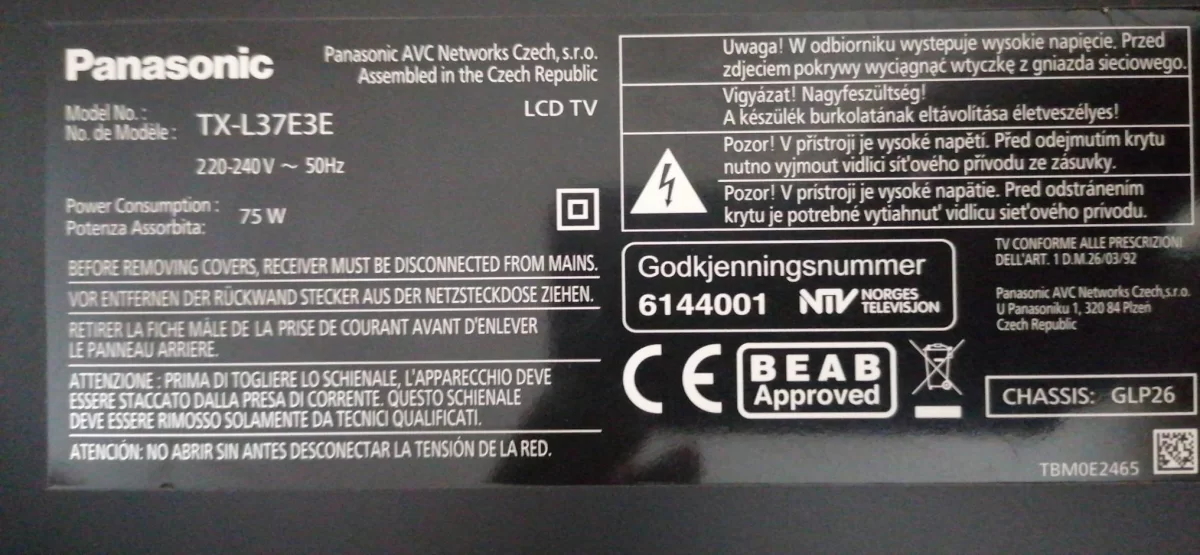 Panasonic
Panasonic AVC Networks Czech, s.r.o.
Assembled in the Czech Republic
LCD TV
Model No. :
No. de Modèle :
TX-L37E3E
220-240V ~ 50Hz
Power Consumption :
Potenza Assorbita:
75 W
BEFORE REMOVING COVERS, RECEIVER MUST BE DISCONNECTED FROM MAINS.
VOR ENTFERNEN DER RÜCKWAND STECKER AUS DER NETZSTECKDOSE ZIEHEN.
RETIRER LA FICHE MÂLE DE LA PRISE DE COURANT AVANT D'ENLEVER
LE PANNEAU ARRIERE.
ATTENZIONE : PRIMA DI TOGLIERE LO SCHIENALE, L'APPARECCHIO DEVE
ESSERE STACCATO DALLA PRESA DI CORRENTE. QUESTO SCHIENALE
DEVE ESSERE RIMOSSO SOLAMENTE DA TECNICI QUALIFICATI.
ATENCIÓN: NO ABRIR SIN ANTES DESCONECTAR LA TENSIÓN DE LA RED.
Uwaga! W odbiorniku wystepuje wysokie napięcie. Przed
zdjeciem pokrywy wyciągnąć wtyczkę z gniazda sieciowego.
Vigyázat! Nagyfeszültség!
A készülék burkolatának eltávolítása életveszélyes!
Pozor! V přístroji je vysoké napětí. Před odejmutím krytu
nutno vyjmout vidlici síťového přívodu ze zásuvky.
Pozor! V prístroji je vysoké napätie. Pred odstránením
krytu je potrebné vytiahnuť vidlicu sieťového prívodu.
Godkjenningsnummer
6144001 NTV NORGES
TELEVISJON
TV CONFORME ALLE PRESCRIZIONI
DELL'ART. 1 D.M.26/03/92
Panasonic AVC Networks Czech,s.r.o.
U Panasoniku 1, 320 84 Plzeń
Czech Republic
CE
BEAB
Approved
CHASSIS: GLP26
TBM0E2465